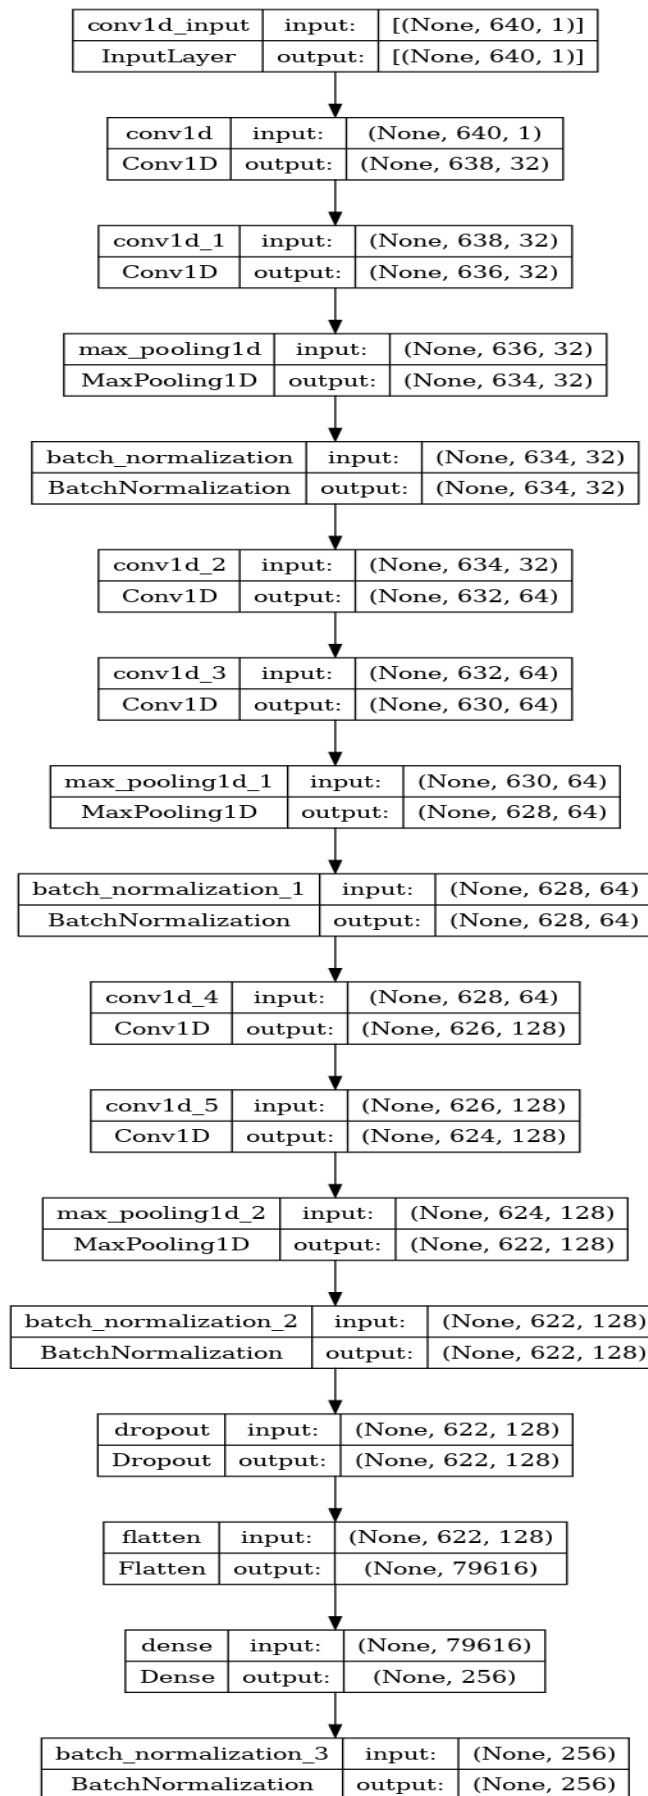 conv1d_input input: [(None, 640, 1)]
InputLayer output: [(None, 640, 1)]
conv1d input: (None, 640, 1)
Conv1D output: (None, 638, 32)
conv1d_1 input: (None, 638, 32)
Conv1D output: (None, 636, 32)
max_pooling1d input: (None, 636, 32)
MaxPooling1D output: (None, 634, 32)
batch_normalization input: (None, 634, 32)
BatchNormalization output: (None, 634, 32)
conv1d_2 input: (None, 634, 32)
Conv1D output: (None, 632, 64)
conv1d_3 input: (None, 632, 64)
Conv1D output: (None, 630, 64)
max_pooling1d_1 input: (None, 630, 64)
MaxPooling1D output: (None, 628, 64)
batch_normalization_1 input: (None, 628, 64)
BatchNormalization output: (None, 628, 64)
conv1d_4 input: (None, 628, 64)
Conv1D output: (None, 626, 128)
conv1d_5 input: (None, 626, 128)
Conv1D output: (None, 624, 128)
max_pooling1d_2 input: (None, 624, 128)
MaxPooling1D output: (None, 622, 128)
batch_normalization_2 input: (None, 622, 128)
BatchNormalization output: (None, 622, 128)
dropout input: (None, 622, 128)
Dropout output: (None, 622, 128)
flatten input: (None, 622, 128)
Flatten output: (None, 79616)
dense input: (None, 79616)
Dense output: (None, 256)
batch_normalization_3 input: (None, 256)
BatchNormalization output: (None, 256)